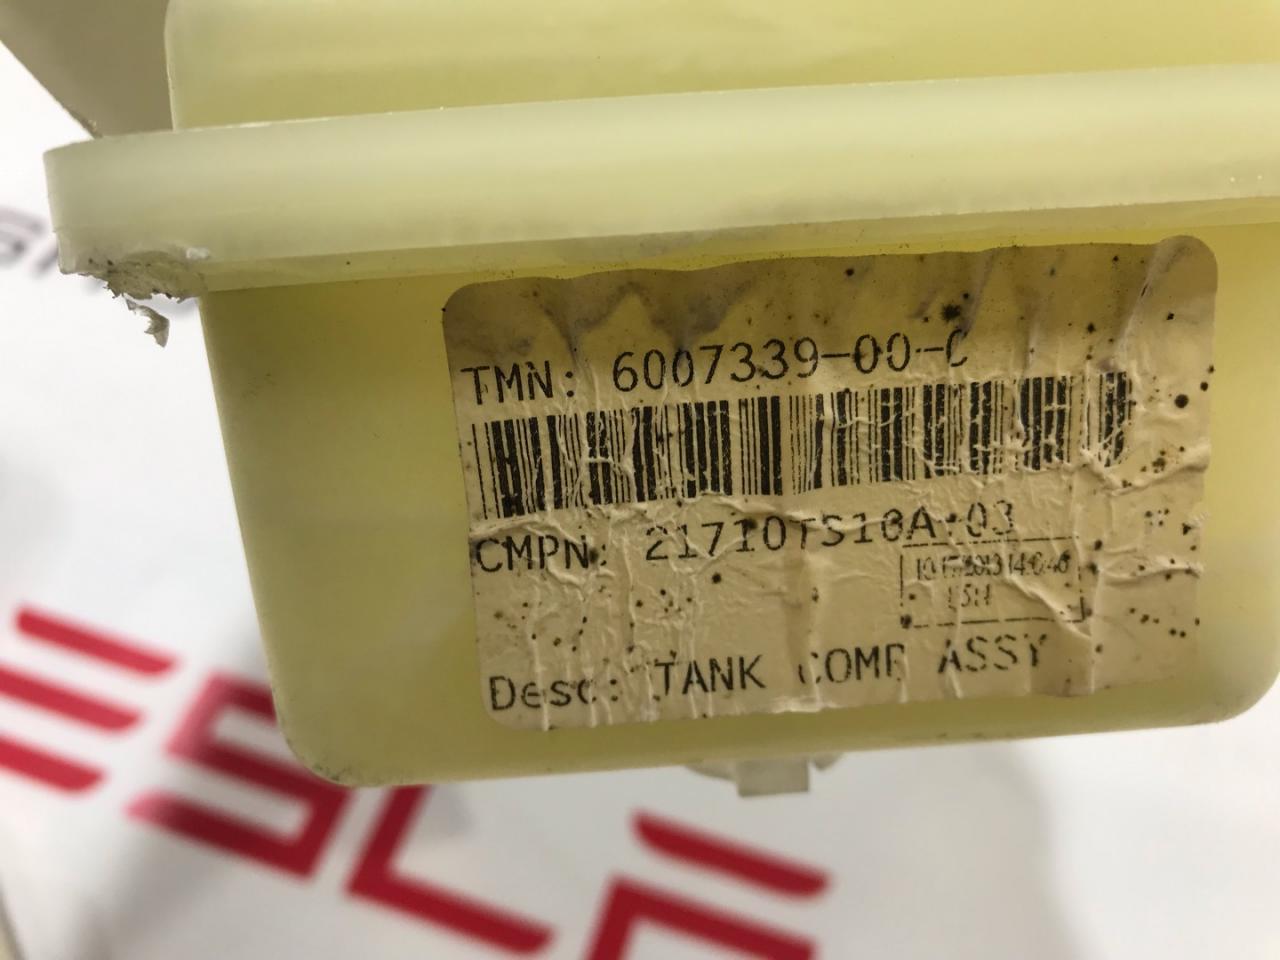 TMN: 6007339-00-C
CMPN: 21710TS10A-03
Desc: TANK COMP ASSY